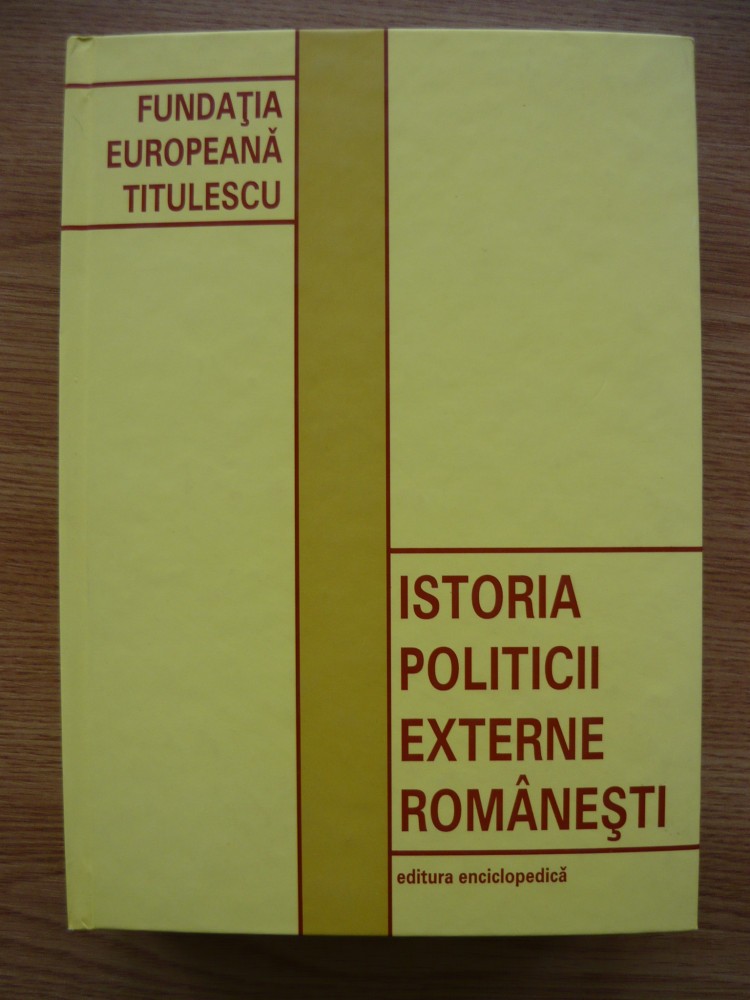 FUNDAŢIA
EUROPEANĂ
TITULESCU
ISTORIA
POLITICII
EXTERNE
ROMÂNEŞTI
editura enciclopedică